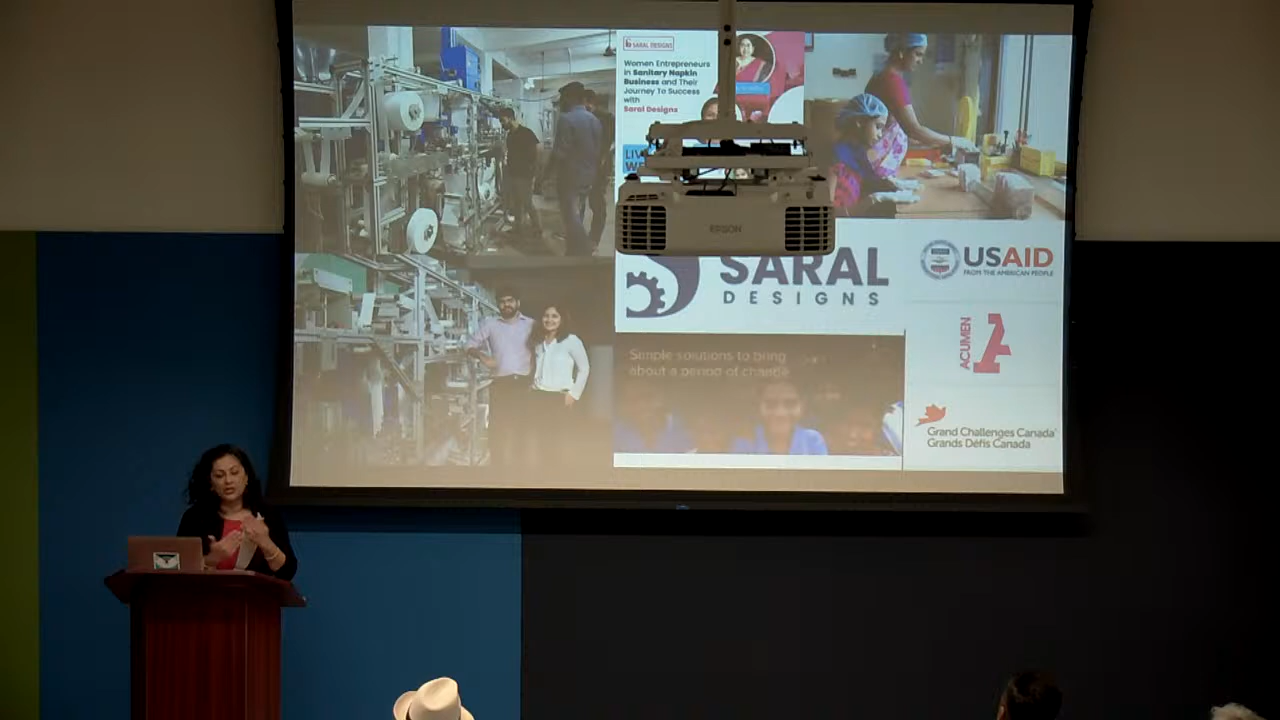 SARAL DESIGNS
Women Entrepreneurs
in Sanitary Napkin
Business and Their
Journey To Success
with
Saral Designs
EPSON
SARAL
DESIGNS
USAID
FROM THE AMERICAN PEOPLE
ACUMEN
Simple solutions to bring
about a period of change
Grand Challenges Canada
Grands Défis Canada